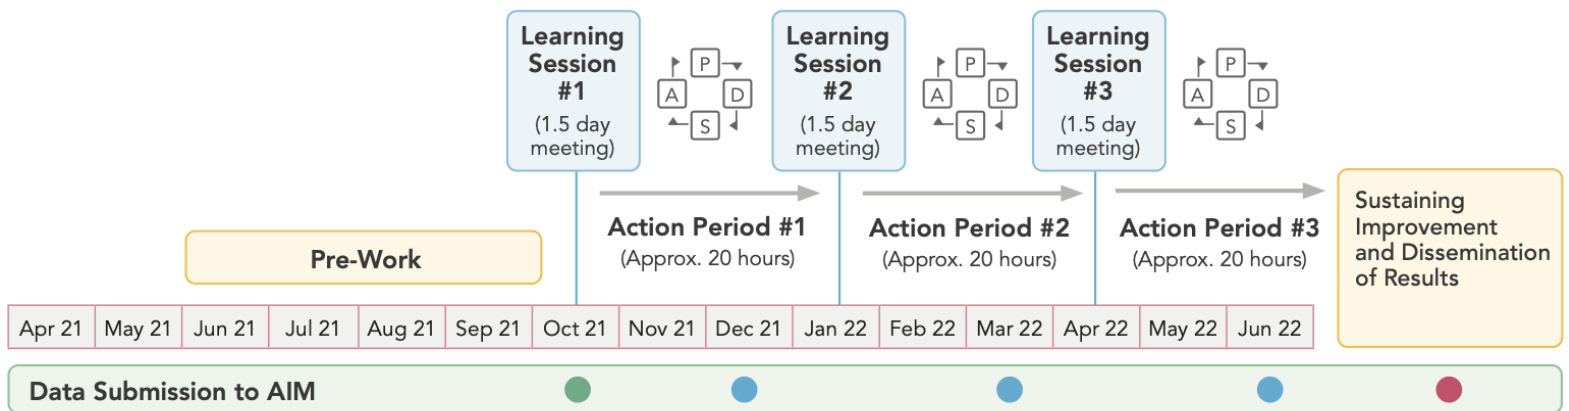 Learning
Session
#1
(1.5 day
meeting)
P
A
D
S
Learning
Session
#2
(1.5 day
meeting)
P
A
D
S
Learning
Session
#3
(1.5 day
meeting)
P
A
D
S
Action Period #1
(Approx. 20 hours)
Action Period #2
(Approx. 20 hours)
Action Period #3
(Approx. 20 hours)
Sustaining
Improvement
and Dissemination
of Results
Pre-Work
Apr 21 May 21 Jun 21 Jul 21 Aug 21 Sep 21 Oct 21 Nov 21 Dec 21 Jan 22 Feb 22 Mar 22 Apr 22 May 22 Jun 22
Data Submission to AIM